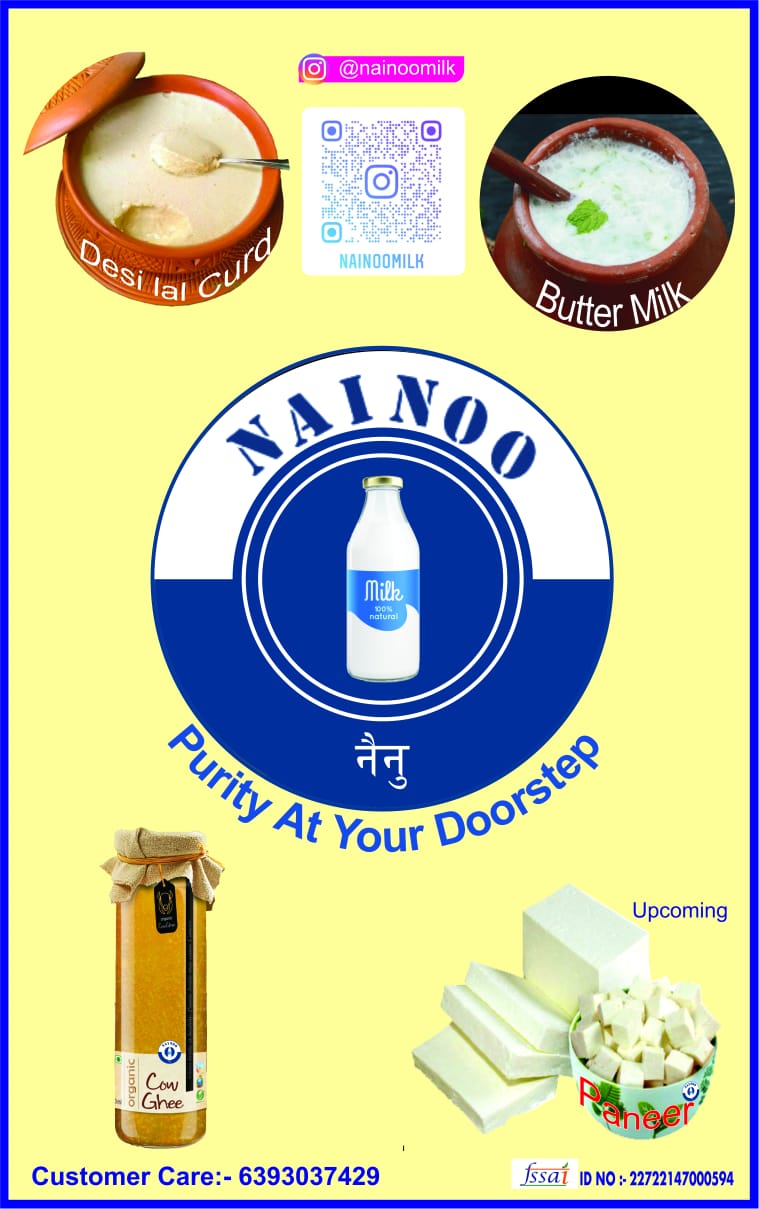 @nainoomilk
NAINOOMILK
Desi lal Curd
Butter Milk
NAINOO
Milk
100%
natural
नैनु
Purity At Your Doorstep
Upcoming
organic
Cow
Ghee
Paneer
Customer Care:- 6393037429
fssai ID NO :- 22722147000594